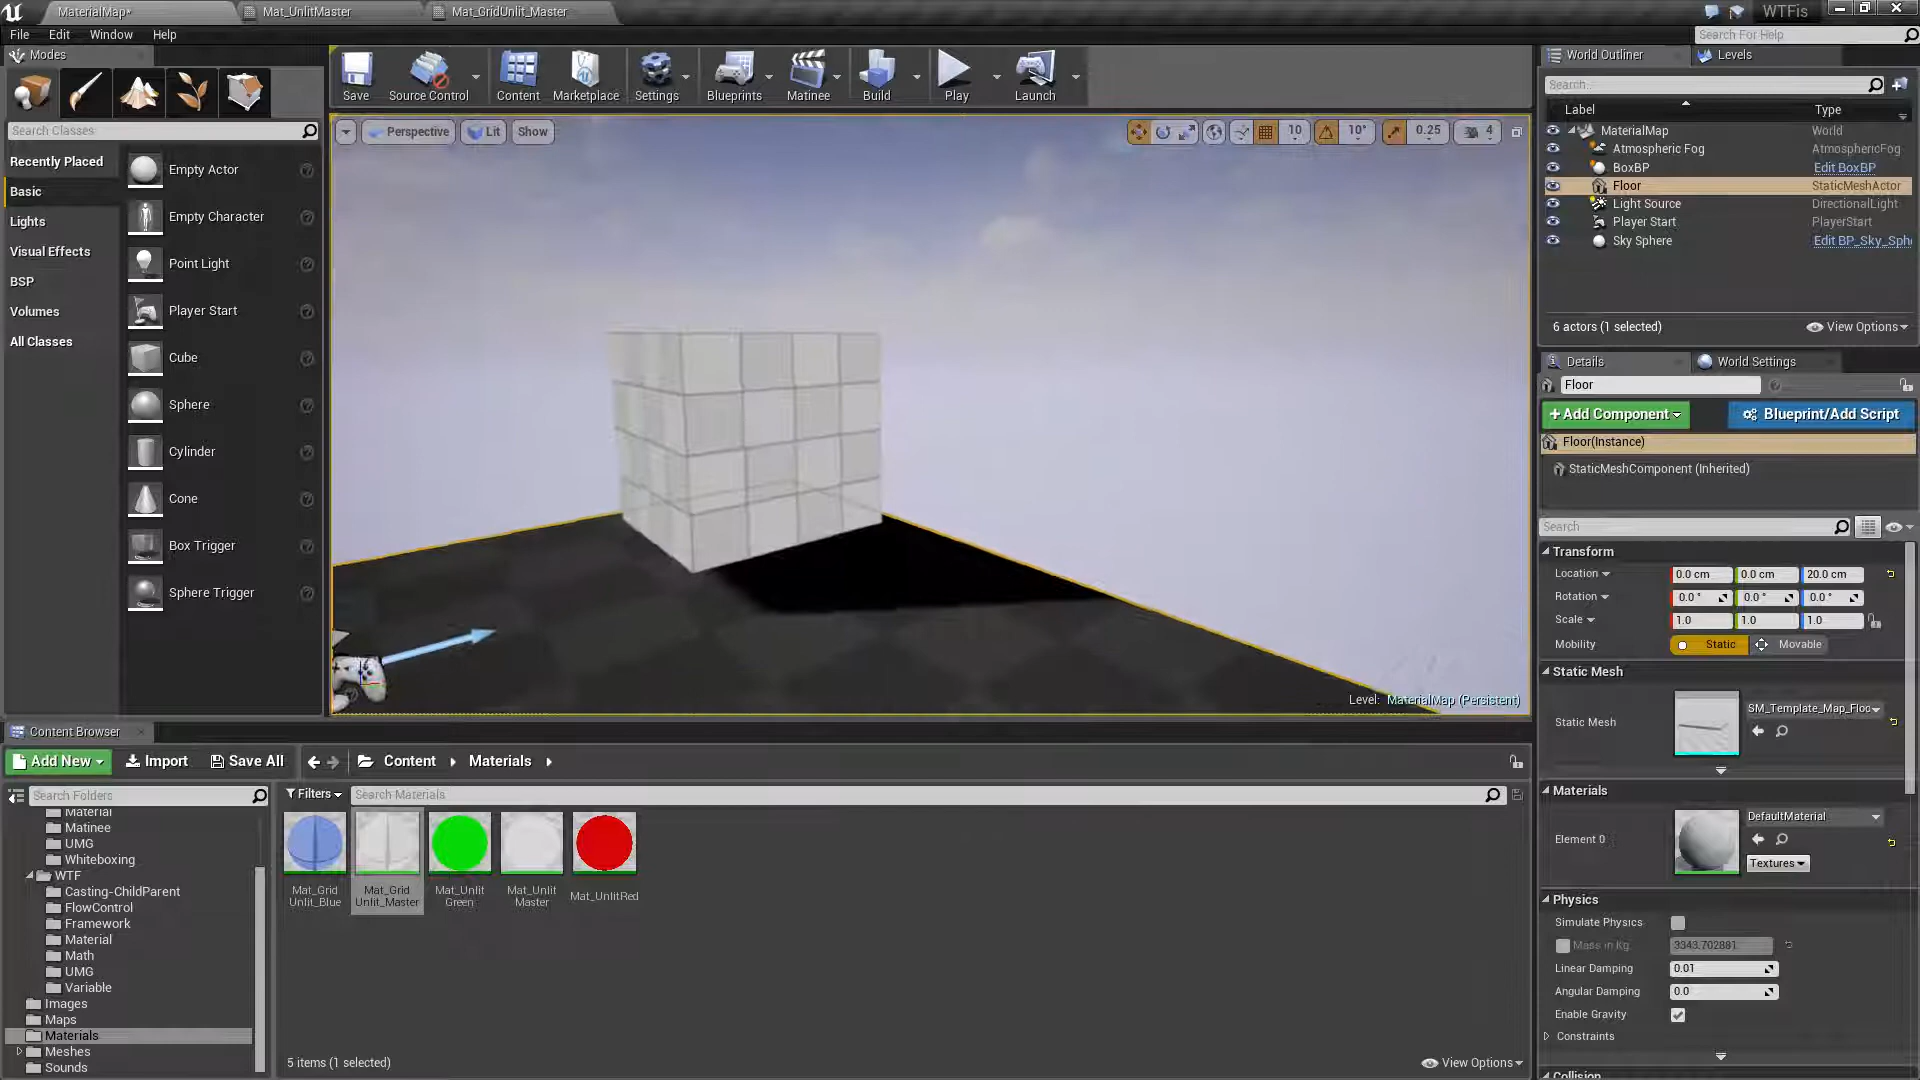 MaterialMap*
Mat_UnlitMaster
Mat_GridUnlit_Master
WTFis
File Edit Window Help
Search For Help
Modes
Search Classes
Recently Placed
Basic
Lights
Visual Effects
BSP
Volumes
All Classes
Empty Actor
Empty Character
Point Light
Player Start
Cube
Sphere
Cylinder
Cone
Box Trigger
Sphere Trigger
Save
Source Control
Content
Marketplace
Settings
Blueprints
Matinee
Build
Play
Launch
Perspective
Lit
Show
10
10°
0.25
4
Level: MaterialMap (Persistent)
World Outliner
Levels
Search...
Label Type
MaterialMap World
Atmospheric Fog AtmosphericFog
BoxBP Edit BoxBP
Floor StaticMeshActor
Light Source DirectionalLight
Player Start PlayerStart
Sky Sphere Edit BP_Sky_Sph
6 actors (1 selected)
View Options
Details
World Settings
Floor
+Add Component
Blueprint/Add Script
Floor(Instance)
StaticMeshComponent (Inherited)
Search
Transform
Location 0.0 cm 0.0 cm 20.0 cm
Rotation 0.0 ° 0.0 ° 0.0 °
Scale 1.0 1.0 1.0
Mobility Static Movable
Static Mesh
Static Mesh
SM_Template_Map_Floo
Materials
Element 0
DefaultMaterial
Textures
Physics
Simulate Physics
Mass in Kg 3343.702881
Linear Damping 0.01
Angular Damping 0.0
Enable Gravity
Constraints
Collision
Content Browser
Add New
Import
Save All
Content
Materials
Search Folders
Filters
Search Materials
Material
Matinee
UMG
Whiteboxing
WTF
Casting-ChildParent
FlowControl
Framework
Material
Math
UMG
Variable
Images
Maps
Materials
Meshes
Sounds
Mat_Grid
Unlit_Blue
Mat_Grid
Unlit_Master
Mat_Unlit
Green
Mat_Unlit
Master
Mat_UnlitRed
5 items (1 selected)
View Options